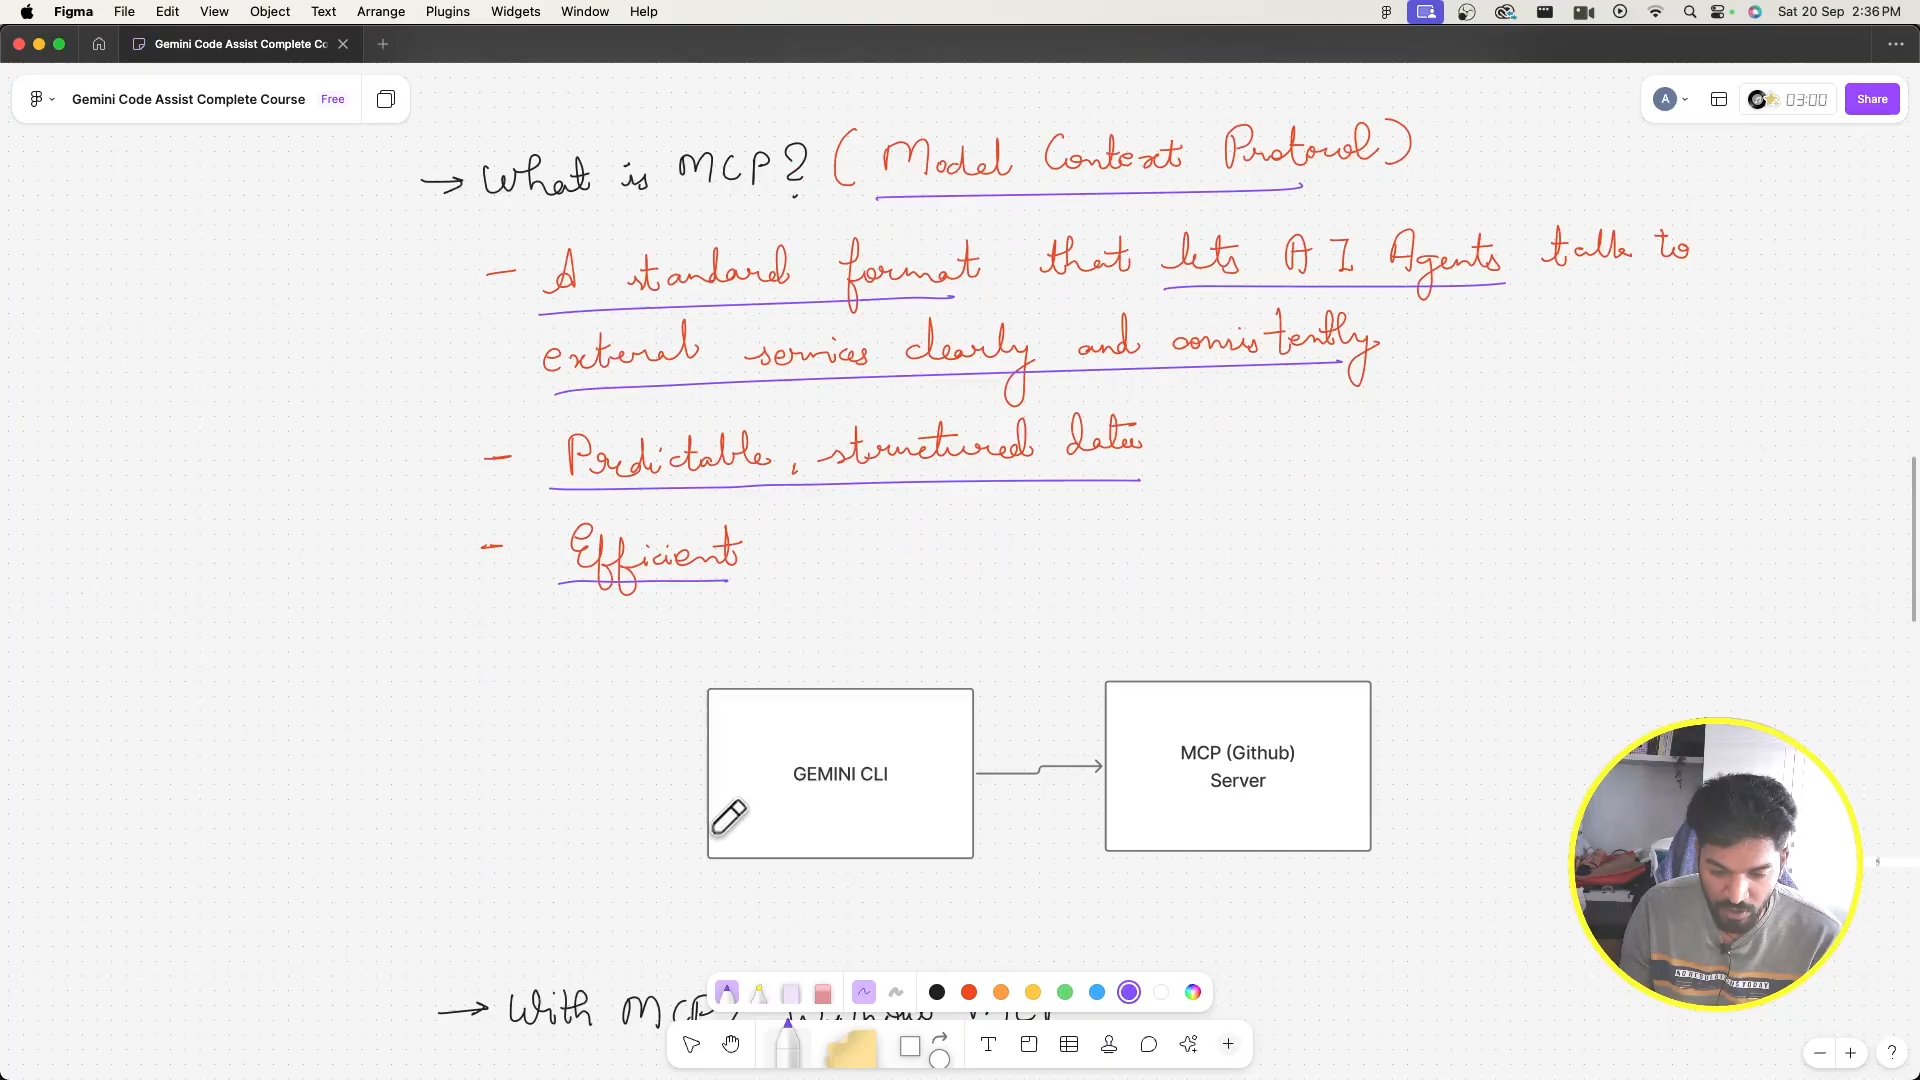 Figma File Edit View Object Text Arrange Plugins Widgets Window Help Sat 20 Sep 2:36 PM
Gemini Code Assist Complete Co
Gemini Code Assist Complete Course Free A 03:00 Share
→ What is MCP? (Model Context Protocol)
- A standard format that lets AI Agents talk to
exteral services clearly and consistently
- Predictable, structured data
- Efficient
GEMINI CLI
MCP (Github)
Server
→ With MCP / Without MCP